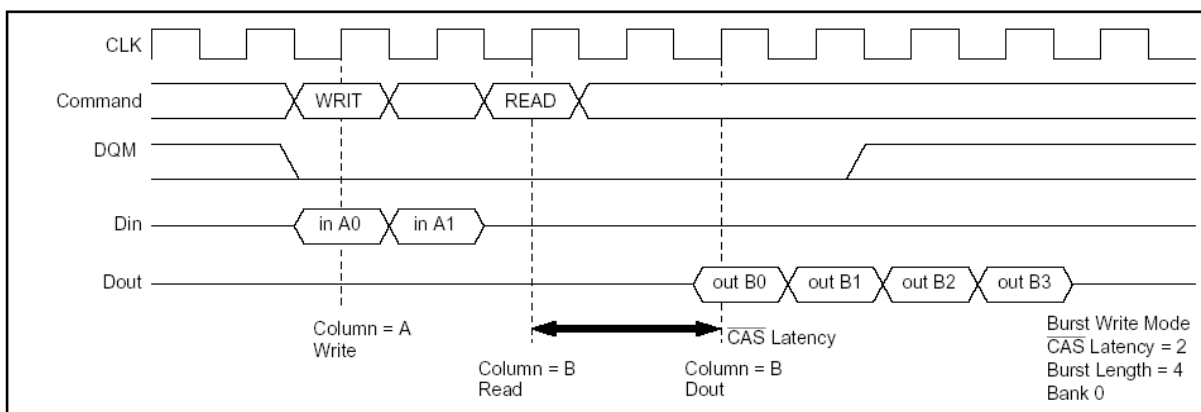 CLK
Command
WRIT
READ
DQM
Din
in A0
in A1
Dout
out B0
out B1
out B2
out B3
Column = A
Write
CAS Latency
Column = B
Read
Column = B
Dout
Burst Write Mode
CAS Latency = 2
Burst Length = 4
Bank 0